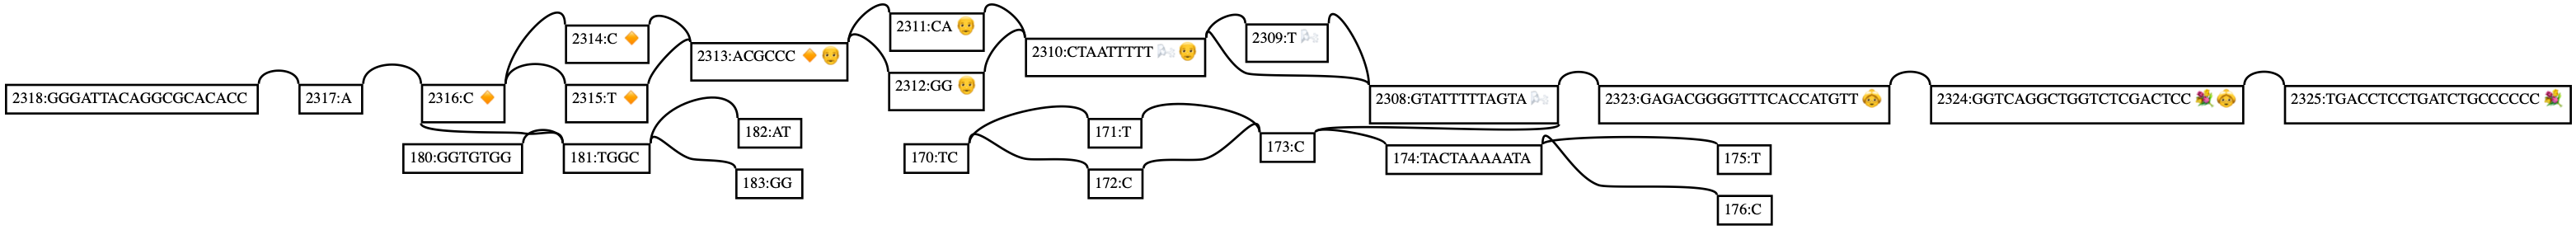 2318:GGGATTACAGGCGCACACC
2317:A
2316:C 🔸
2314:C 🔸
2315:T 🔸
2313:ACGCCC 🔸👴
2311:CA 👴
2312:GG 👴
2310:CTAATTTTT 🌬👴
2309:T 🌬
2308:GTATTTTTAGTA 🌬
2323:GAGACGGGGTTTCACCATGTT 👵
2324:GGTCAGGCTGGTCTCGACTCC 💐👵
2325:TGACCTCCTGATCTGCCCCCC 💐
180:GGTGTGG
181:TGGC
182:AT
183:GG
170:TC
171:T
172:C
173:C
174:TACTAAAAATA
175:T
176:C